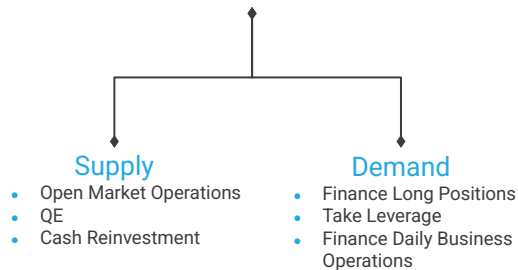 Supply
• Open Market Operations
• QE
• Cash Reinvestment
Demand
• Finance Long Positions
• Take Leverage
• Finance Daily Business
Operations